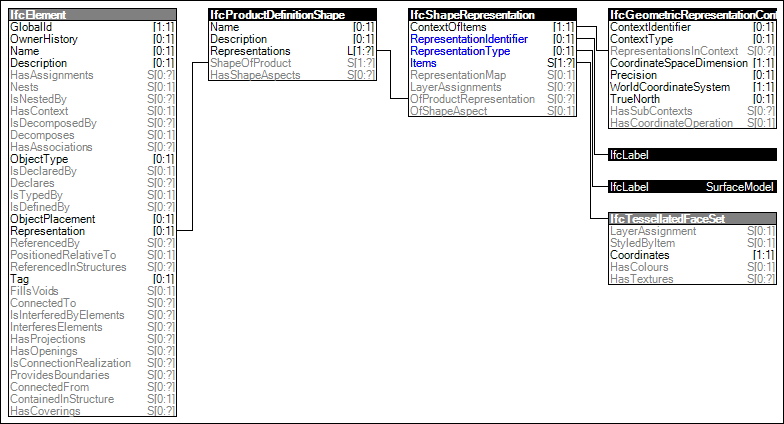 IfcElement
GlobalId [1:1]
OwnerHistory [0:1]
Name [0:1]
Description [0:1]
HasAssignments S[0:?]
Nests S[0:1]
IsNestedBy S[0:?]
HasContext S[0:1]
IsDecomposedBy S[0:?]
Decomposes S[0:1]
HasAssociations S[0:?]
ObjectType [0:1]
IsDeclaredBy S[0:1]
Declares S[0:?]
IsTypedBy S[0:1]
IsDefinedBy S[0:?]
ObjectPlacement [0:1]
Representation [0:1]
ReferencedBy S[0:?]
PositionedRelativeTo S[0:1]
ReferencedInStructures S[0:?]
Tag [0:1]
FillsVoids S[0:1]
ConnectedTo S[0:?]
IsInterferedByElements S[0:?]
InterferesElements S[0:?]
HasProjections S[0:?]
HasOpenings S[0:?]
IsConnectionRealization S[0:?]
ProvidesBoundaries S[0:?]
ConnectedFrom S[0:?]
ContainedInStructure S[0:1]
HasCoverings S[0:?]
IfcProductDefinitionShape
Name [0:1]
Description [0:1]
Representations L[1:?]
ShapeOfProduct S[1:?]
HasShapeAspects S[0:?]
IfcShapeRepresentation
ContextOfItems [1:1]
RepresentationIdentifier [0:1]
RepresentationType [0:1]
Items S[1:?]
RepresentationMap S[0:1]
LayerAssignments S[0:?]
OfProductRepresentation S[0:?]
OfShapeAspect S[0:1]
IfcGeometricRepresentationCon
ContextIdentifier [0:1]
ContextType [0:1]
RepresentationsInContext S[0:?]
CoordinateSpaceDimension [1:1]
Precision [0:1]
WorldCoordinateSystem [1:1]
TrueNorth [0:1]
HasSubContexts S[0:?]
HasCoordinateOperation S[0:1]
IfcLabel
IfcLabel SurfaceModel
IfcTessellatedFaceSet
LayerAssignment S[0:1]
StyledByItem S[0:1]
Coordinates [1:1]
HasColours S[0:1]
HasTextures S[0:?]